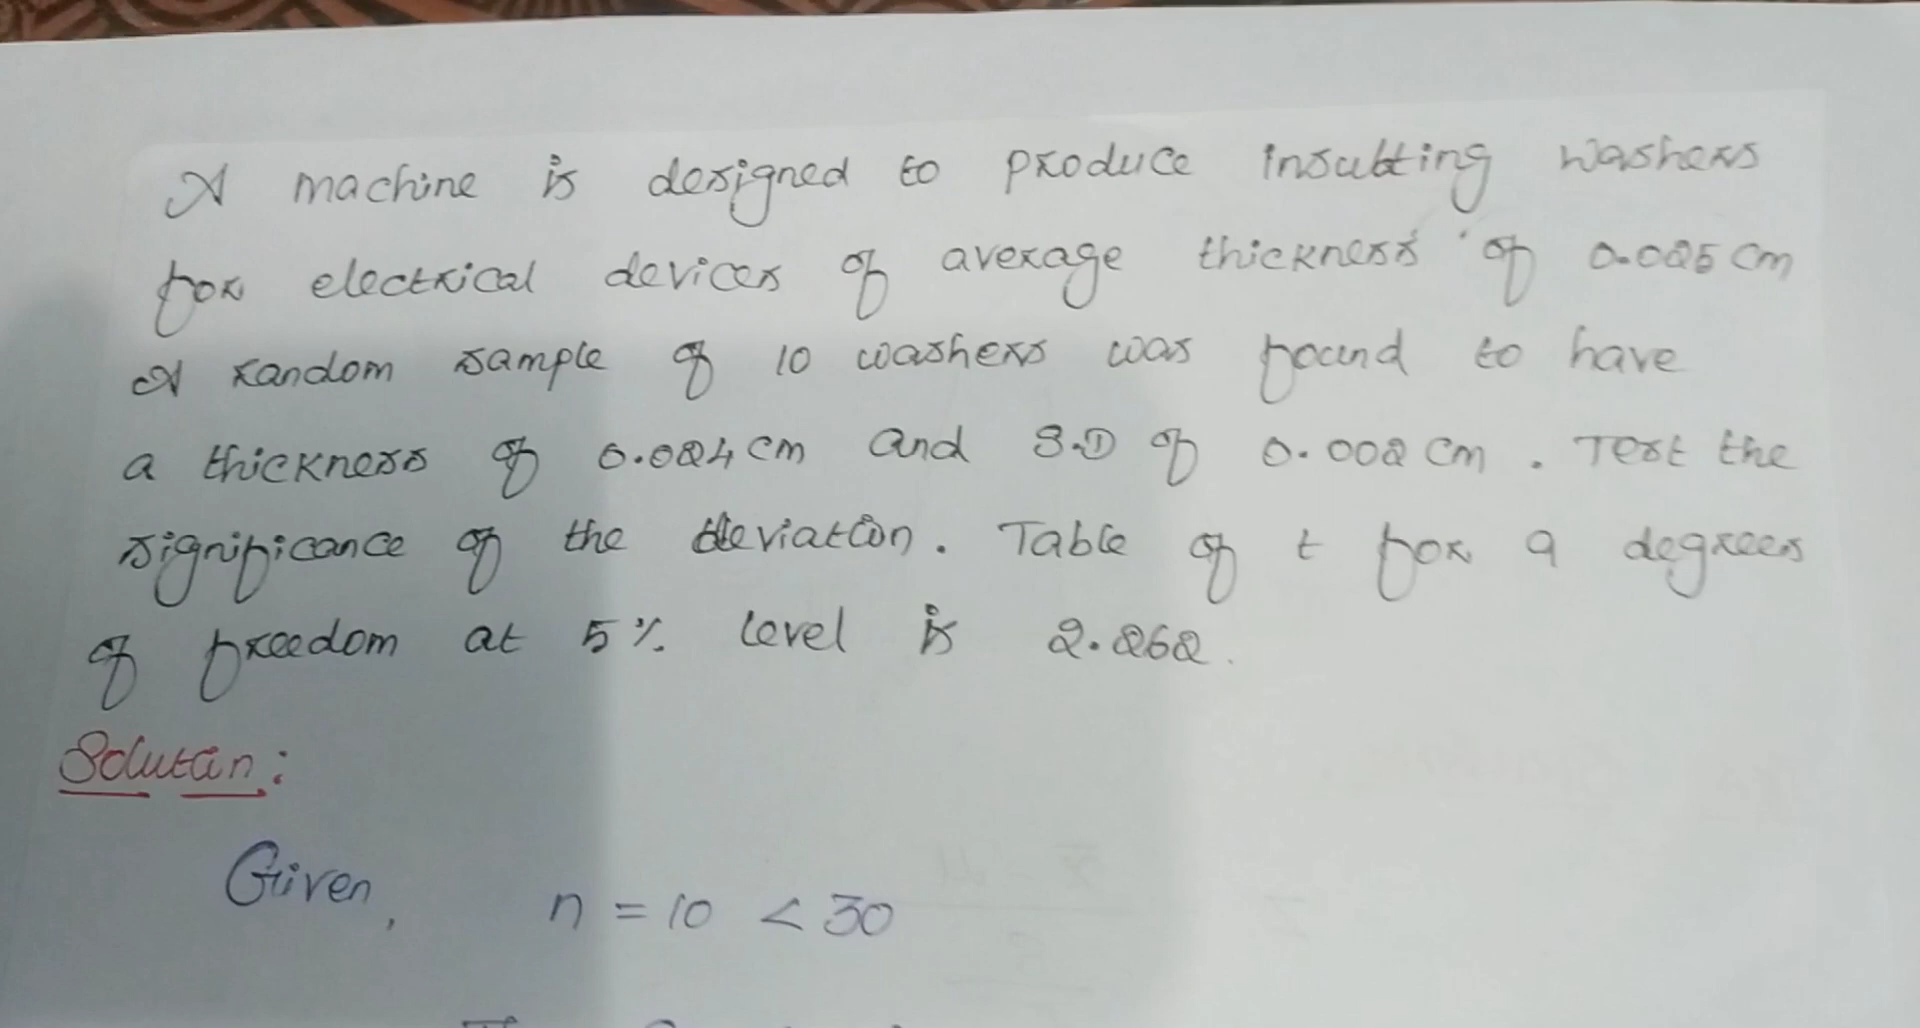 A machine is designed to produce insulting washers
for electrical devices of average thickness of 0.025 cm
A random sample of 10 washers was found to have
a thickness of 0.024 cm and S.D of 0.002 cm . Test the
significance of the deviation. Table of t for 9 degrees
of freedom at 5% level is 2.262.
Solution:
Given, n = 10 < 30